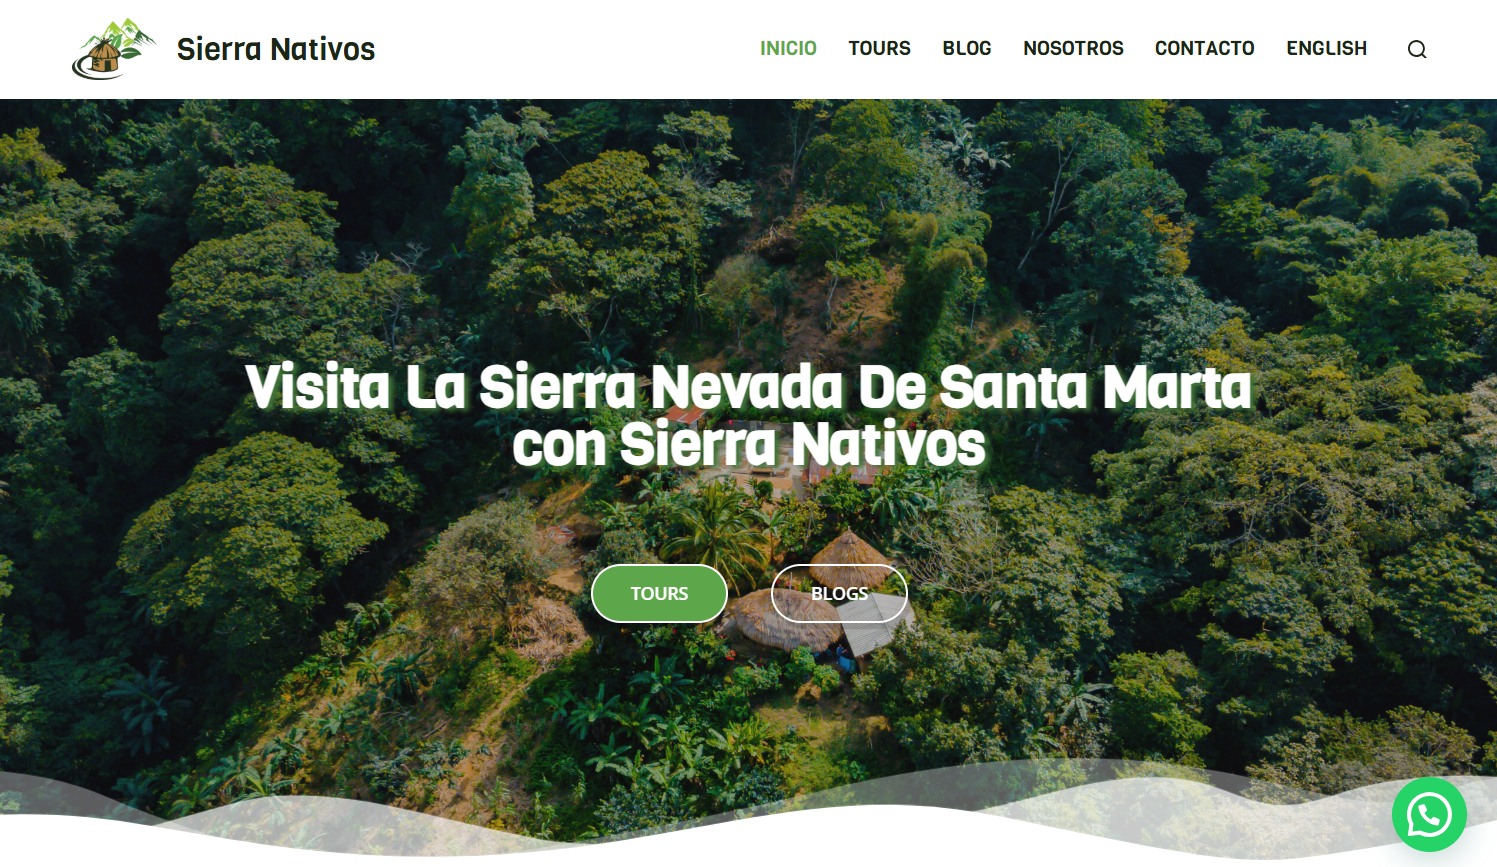 Sierra Nativos
INICIO TOURS BLOG NOSOTROS CONTACTO ENGLISH
Visita La Sierra Nevada De Santa Marta
con Sierra Nativos
TOURS BLOGS